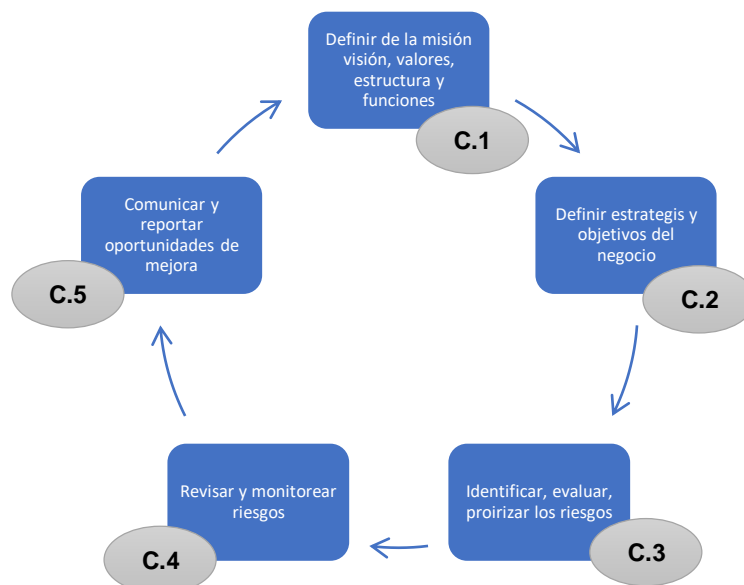 Definir de la misión
visión, valores,
estructura y
funciones
C.1
Definir estrategis y
objetivos del
negocio
C.2
Identificar, evaluar,
proirizar los riesgos
C.3
Revisar y monitorear
riesgos
C.4
Comunicar y
reportar
oportunidades de
mejora
C.5